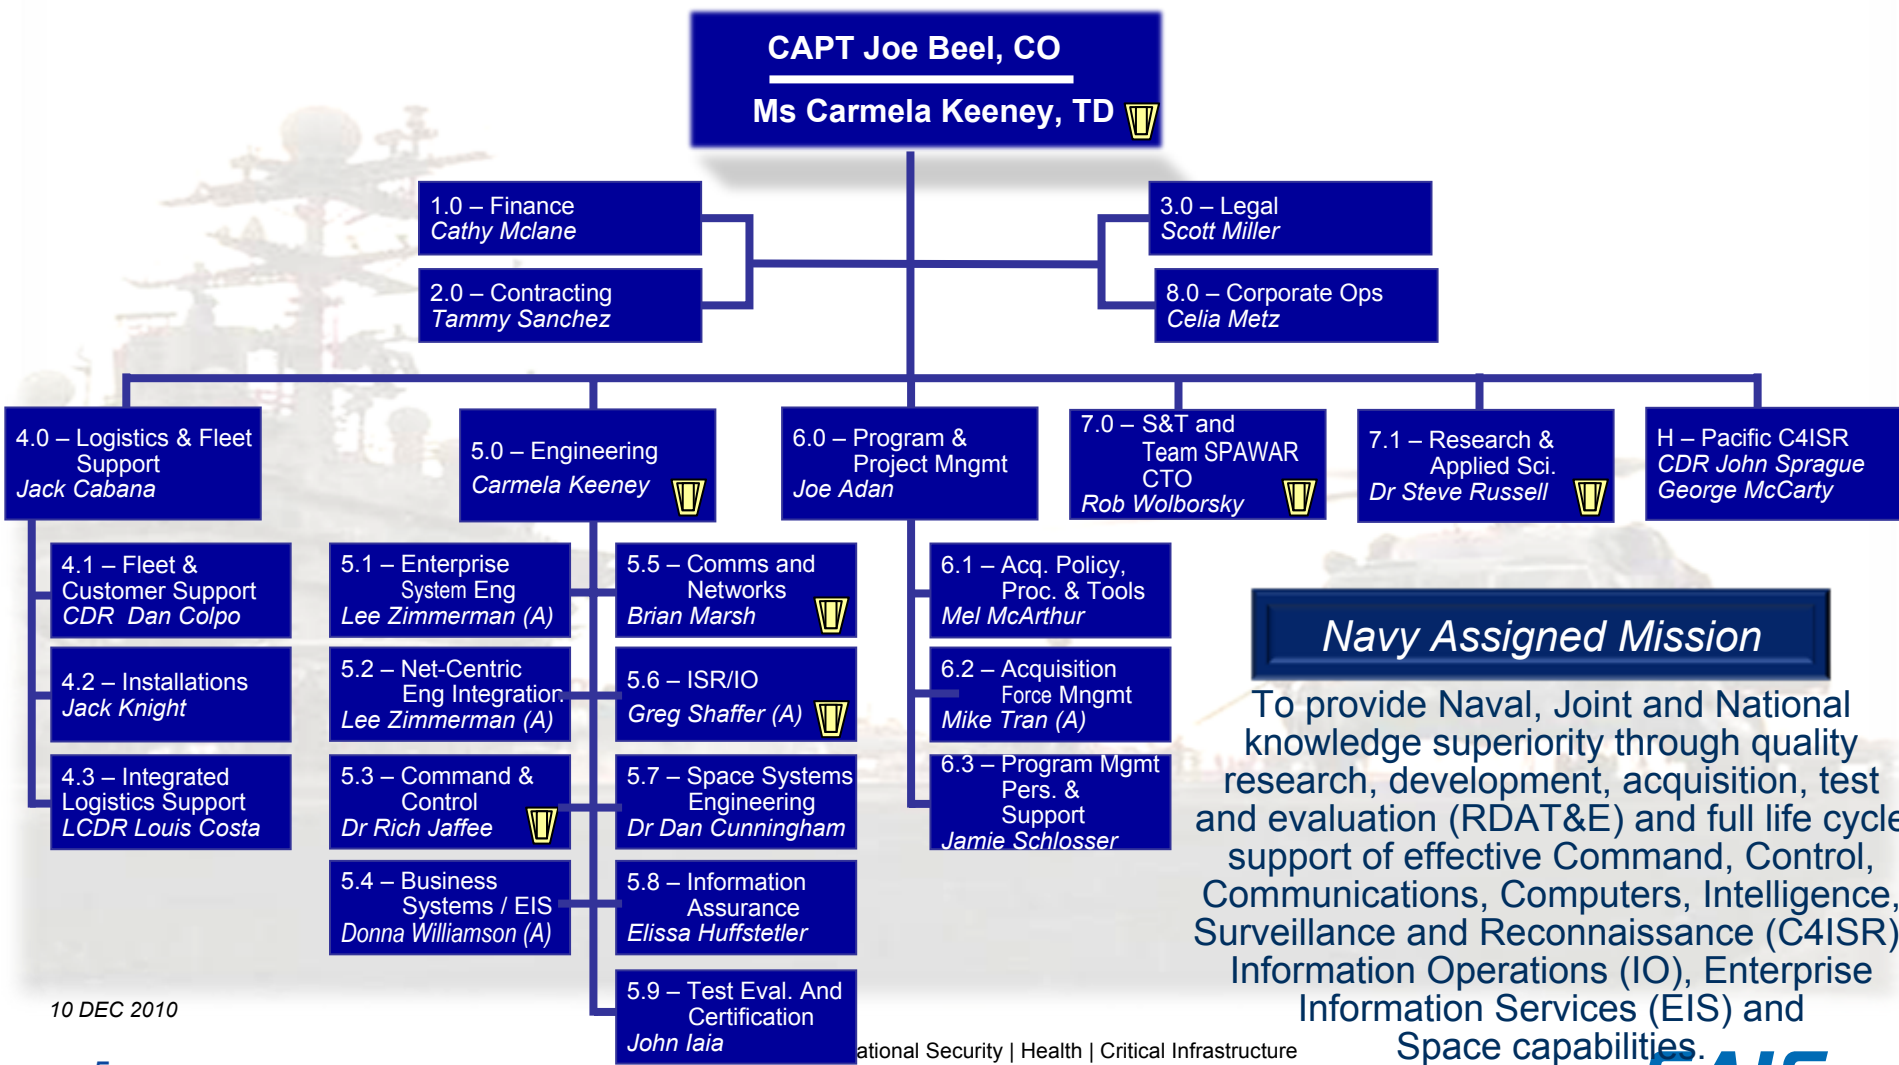 CAPT Joe Beel, CO
Ms Carmela Keeney, TD
1.0 – Finance
Cathy Mclane
3.0 – Legal
Scott Miller
2.0 – Contracting
Tammy Sanchez
8.0 – Corporate Ops
Celia Metz
4.0 – Logistics & Fleet
Support
Jack Cabana
5.0 – Engineering
Carmela Keeney
6.0 – Program &
Project Mngmt
Joe Adan
7.0 – S&T and
Team SPAWAR
CTO
Rob Wolborsky
7.1 – Research &
Applied Sci.
Dr Steve Russell
H – Pacific C4ISR
CDR John Sprague
George McCarty
4.1 – Fleet &
Customer Support
CDR Dan Colpo
4.2 – Installations
Jack Knight
4.3 – Integrated
Logistics Support
LCDR Louis Costa
5.1 – Enterprise
System Eng
Lee Zimmerman (A)
5.2 – Net-Centric
Eng Integration
Lee Zimmerman (A)
5.3 – Command &
Control
Dr Rich Jaffee
5.4 – Business
Systems / EIS
Donna Williamson (A)
5.5 – Comms and
Networks
Brian Marsh
5.6 – ISR/IO
Greg Shaffer (A)
5.7 – Space Systems
Engineering
Dr Dan Cunningham
5.8 – Information
Assurance
Elissa Huffstetler
5.9 – Test Eval. And
Certification
John Iaia
6.1 – Acq. Policy,
Proc. & Tools
Mel McArthur
6.2 – Acquisition
Force Mngmt
Mike Tran (A)
6.3 – Program Mgmt
Pers. &
Support
Jamie Schlosser
Navy Assigned Mission
To provide Naval, Joint and National
knowledge superiority through quality
research, development, acquisition, test
and evaluation (RDAT&E) and full life cycle
support of effective Command, Control,
Communications, Computers, Intelligence,
Surveillance and Reconnaissance (C4ISR)
Information Operations (IO), Enterprise
Information Services (EIS) and
Space capabilities.
10 DEC 2010
ational Security | Health | Critical Infrastructure